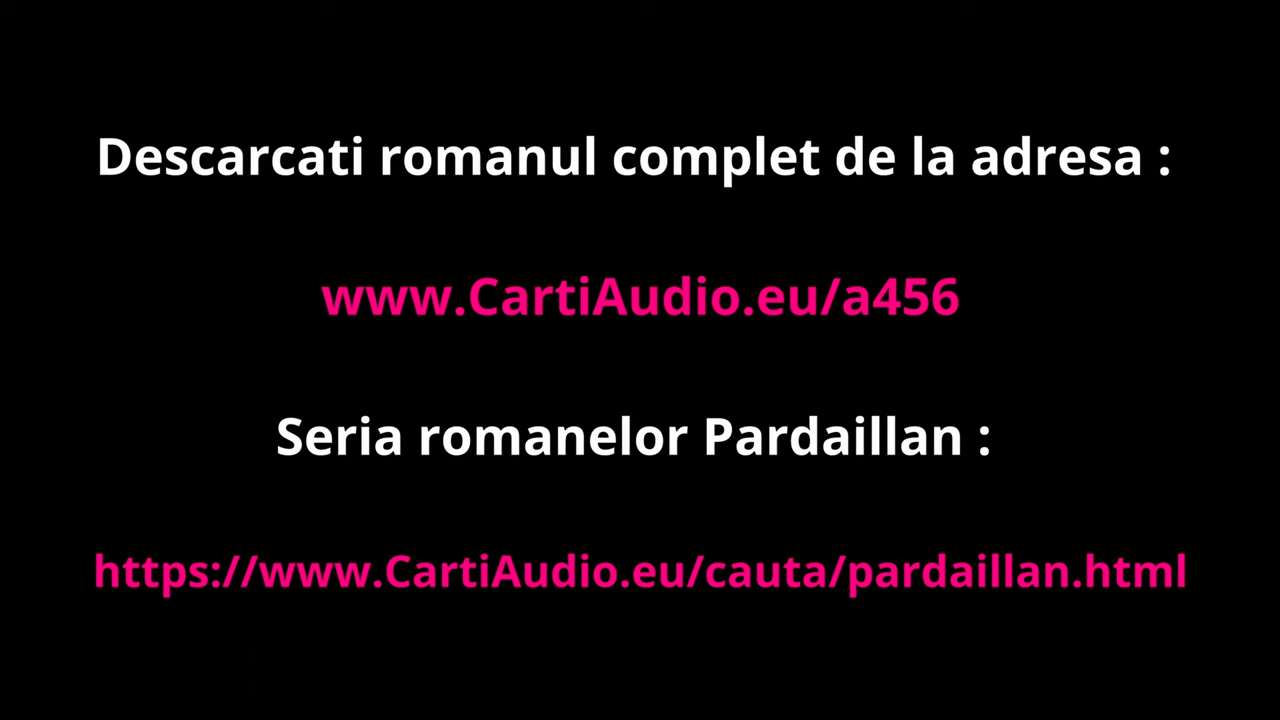 Descarcati romanul complet de la adresa :
www.CartiAudio.eu/a456
Seria romanelor Pardaillan :
https://www.CartiAudio.eu/cauta/pardaillan.html